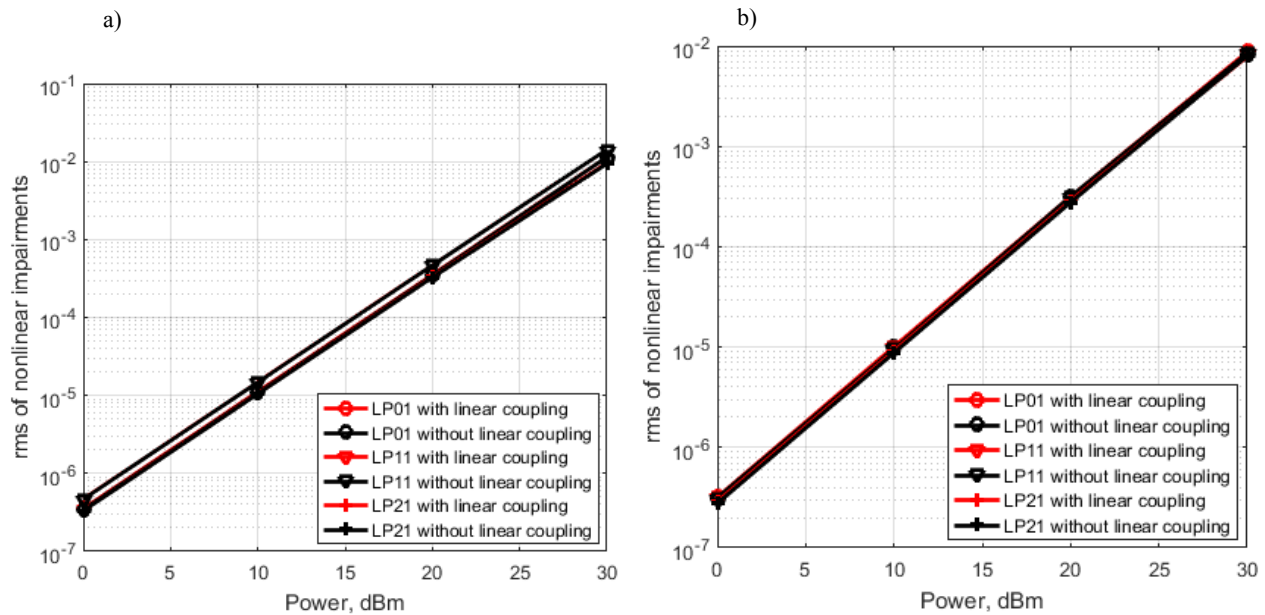 a)
10^-1
10^-2
10^-3
10^-4
10^-5
10^-6
10^-7
rms of nonlinear impairments
0 5 10 15 20 25 30
Power, dBm
LP01 with linear coupling
LP01 without linear coupling
LP11 with linear coupling
LP11 without linear coupling
LP21 with linear coupling
LP21 without linear coupling
b)
10^-2
10^-3
10^-4
10^-5
10^-6
10^-7
rms of nonlinear impairments
0 5 10 15 20 25 30
Power, dBm
LP01 with linear coupling
LP01 without linear coupling
LP11 with linear coupling
LP11 without linear coupling
LP21 with linear coupling
LP21 without linear coupling